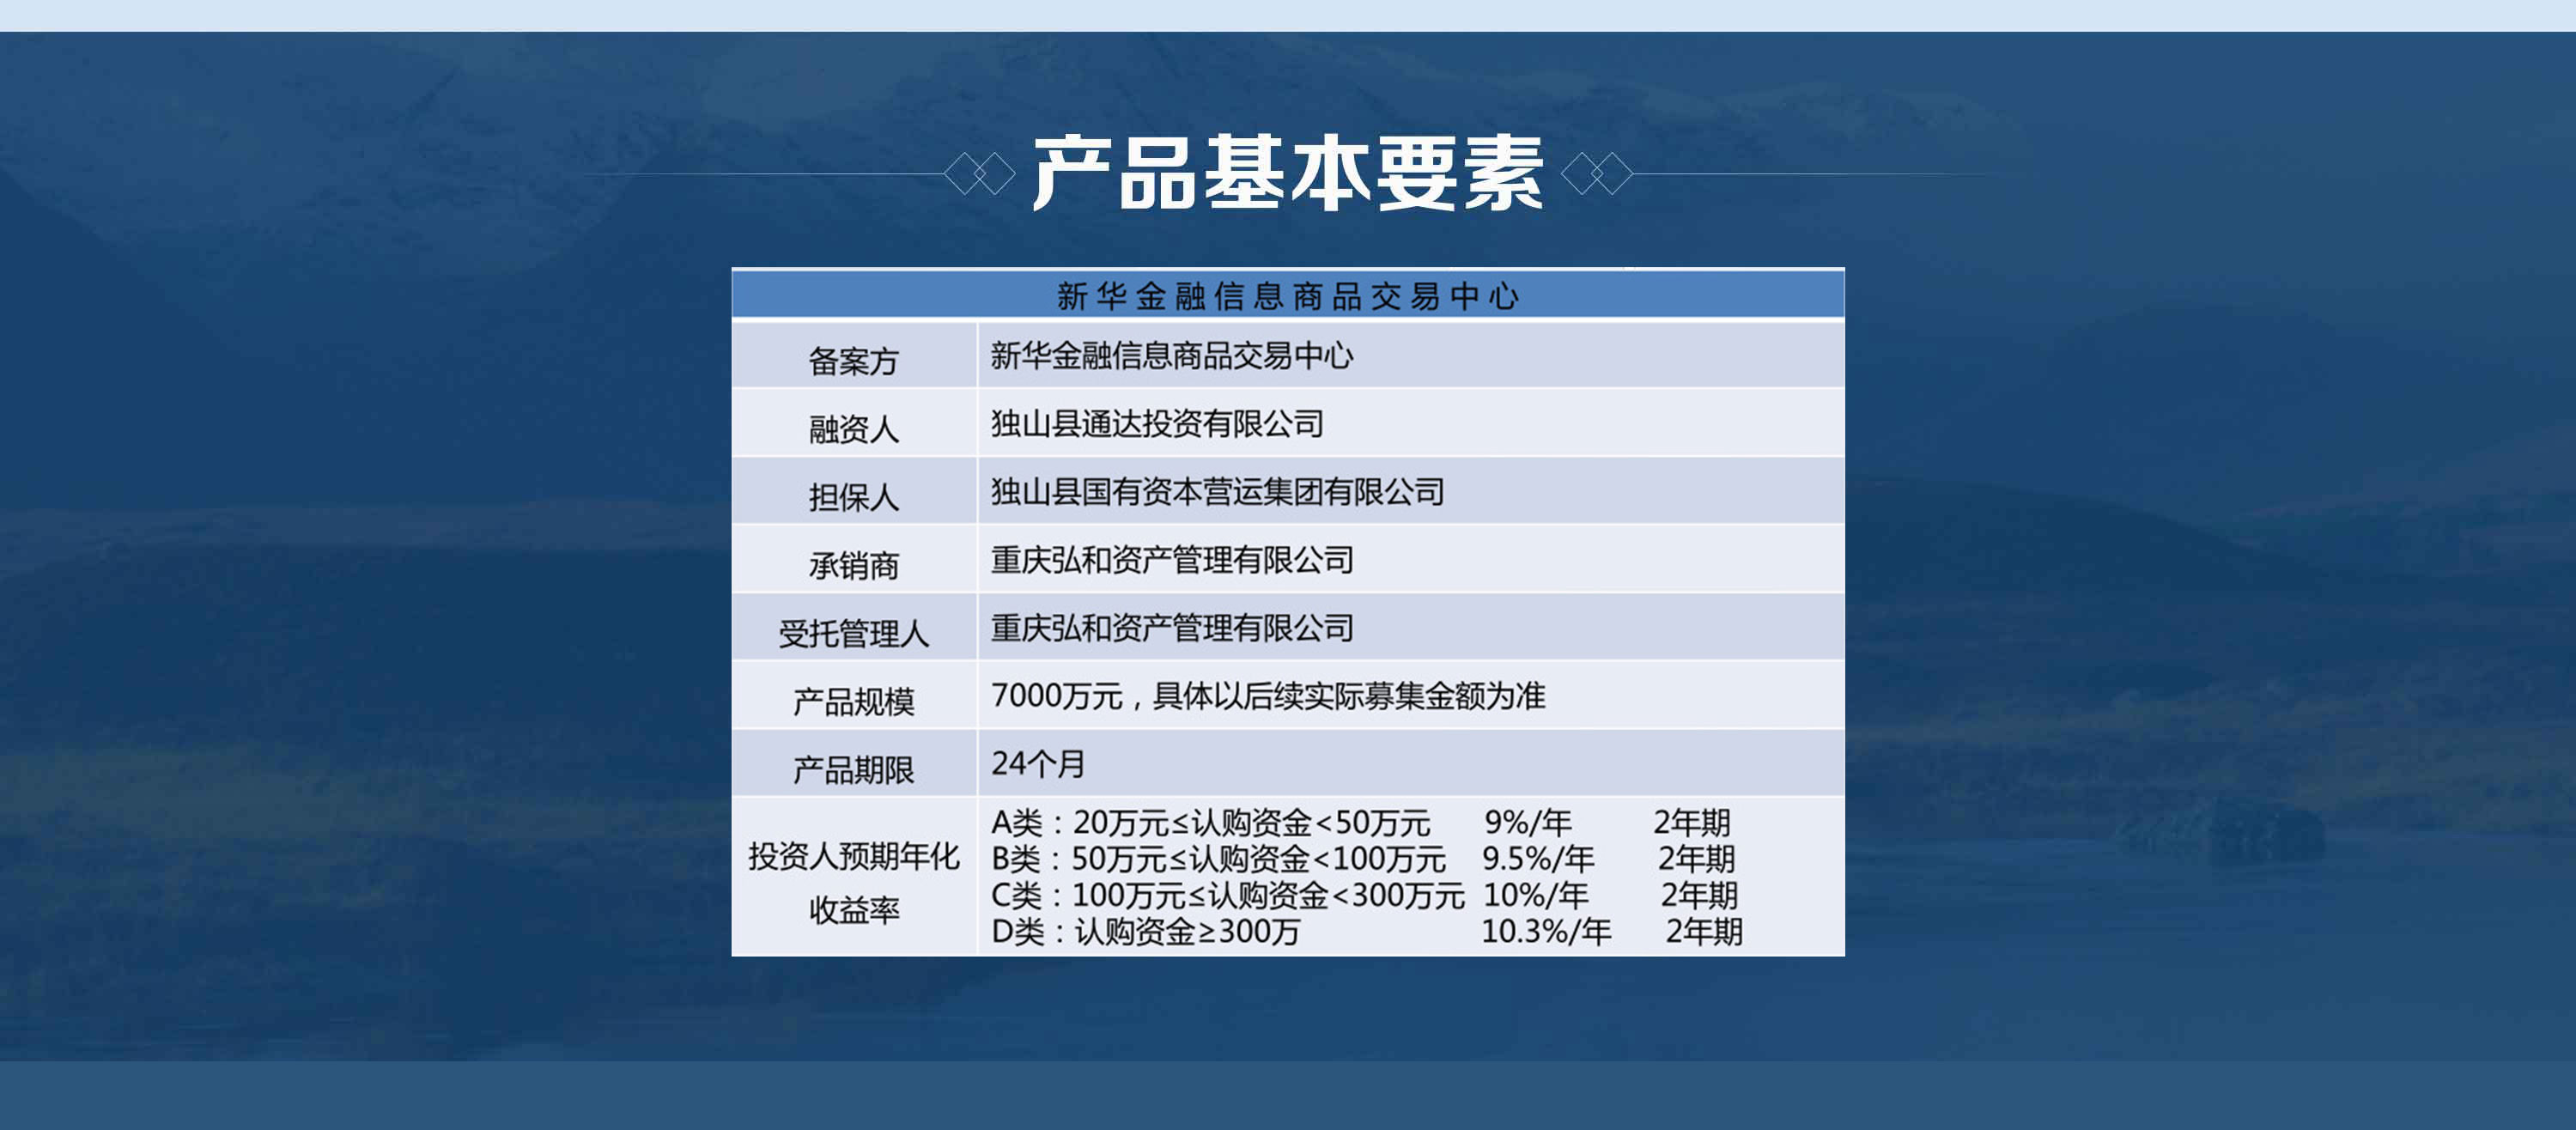 产品基本要素
新华金融信息商品交易中心
备案方 新华金融信息商品交易中心
融资人 独山县通达投资有限公司
担保人 独山县国有资本营运集团有限公司
承销商 重庆弘和资产管理有限公司
受托管理人 重庆弘和资产管理有限公司
产品规模 7000万元，具体以后续实际募集金额为准
产品期限 24个月
投资人预期年化
收益率
A类：20万元≤认购资金<50万元 9%/年 2年期
B类：50万元≤认购资金<100万元 9.5%/年 2年期
C类：100万元≤认购资金<300万元 10%/年 2年期
D类：认购资金≥300万 10.3%/年 2年期